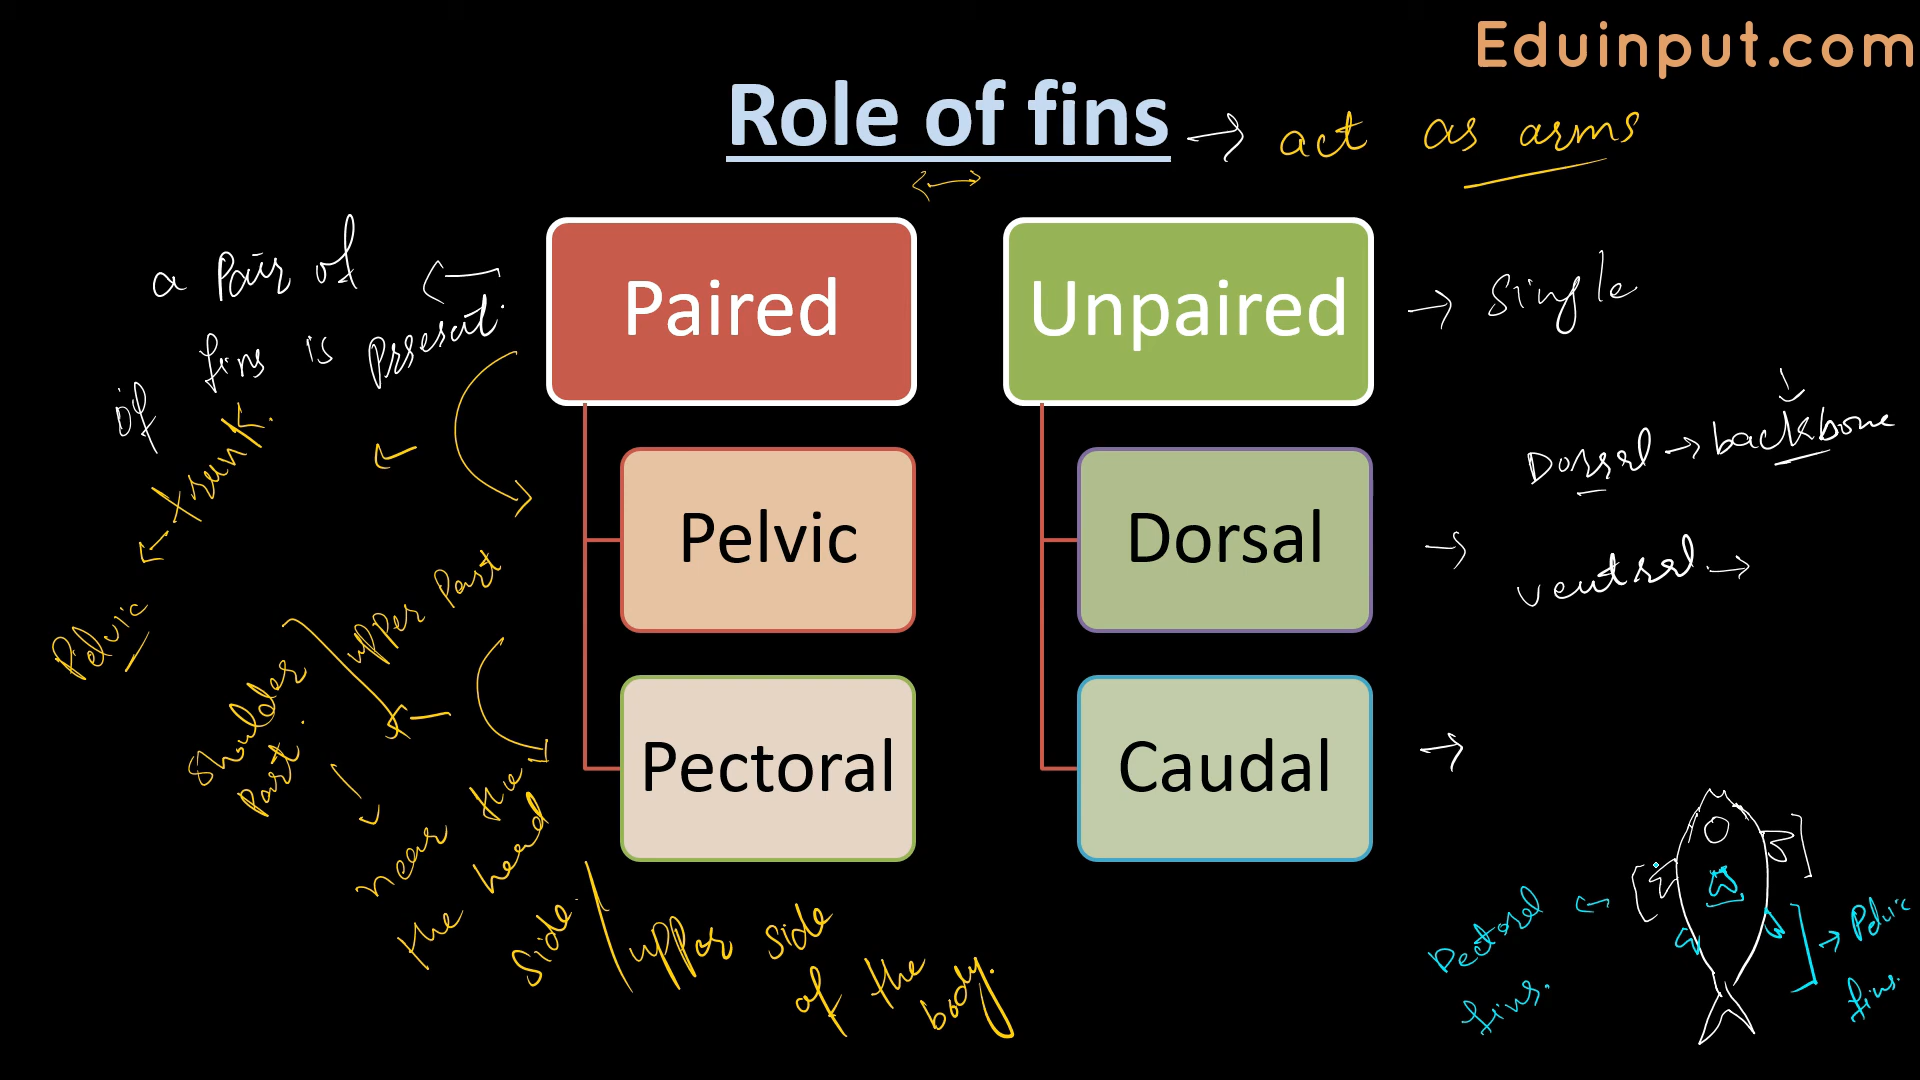 Eduinput.com
Role of fins → act as arms
Paired
Unpaired
a Pair of
fins is Present.
if
→ Single
Pelvic
Dorsal
Pectoral
Caudal
Dorsal → backbone
ventral. →
trunk.
Pelvic
upper Part
Shoulder
Part.
near the
the head
Side. / upper side
of the
body.
Pectoral
fins.
Pelvic
fins.